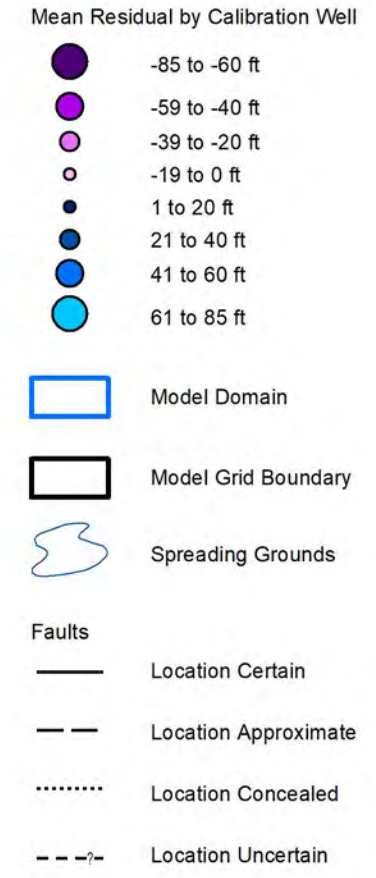 Mean Residual by Calibration Well
-85 to -60 ft
-59 to -40 ft
-39 to -20 ft
-19 to 0 ft
1 to 20 ft
21 to 40 ft
41 to 60 ft
61 to 85 ft
Model Domain
Model Grid Boundary
Spreading Grounds
Faults
Location Certain
Location Approximate
Location Concealed
?
Location Uncertain